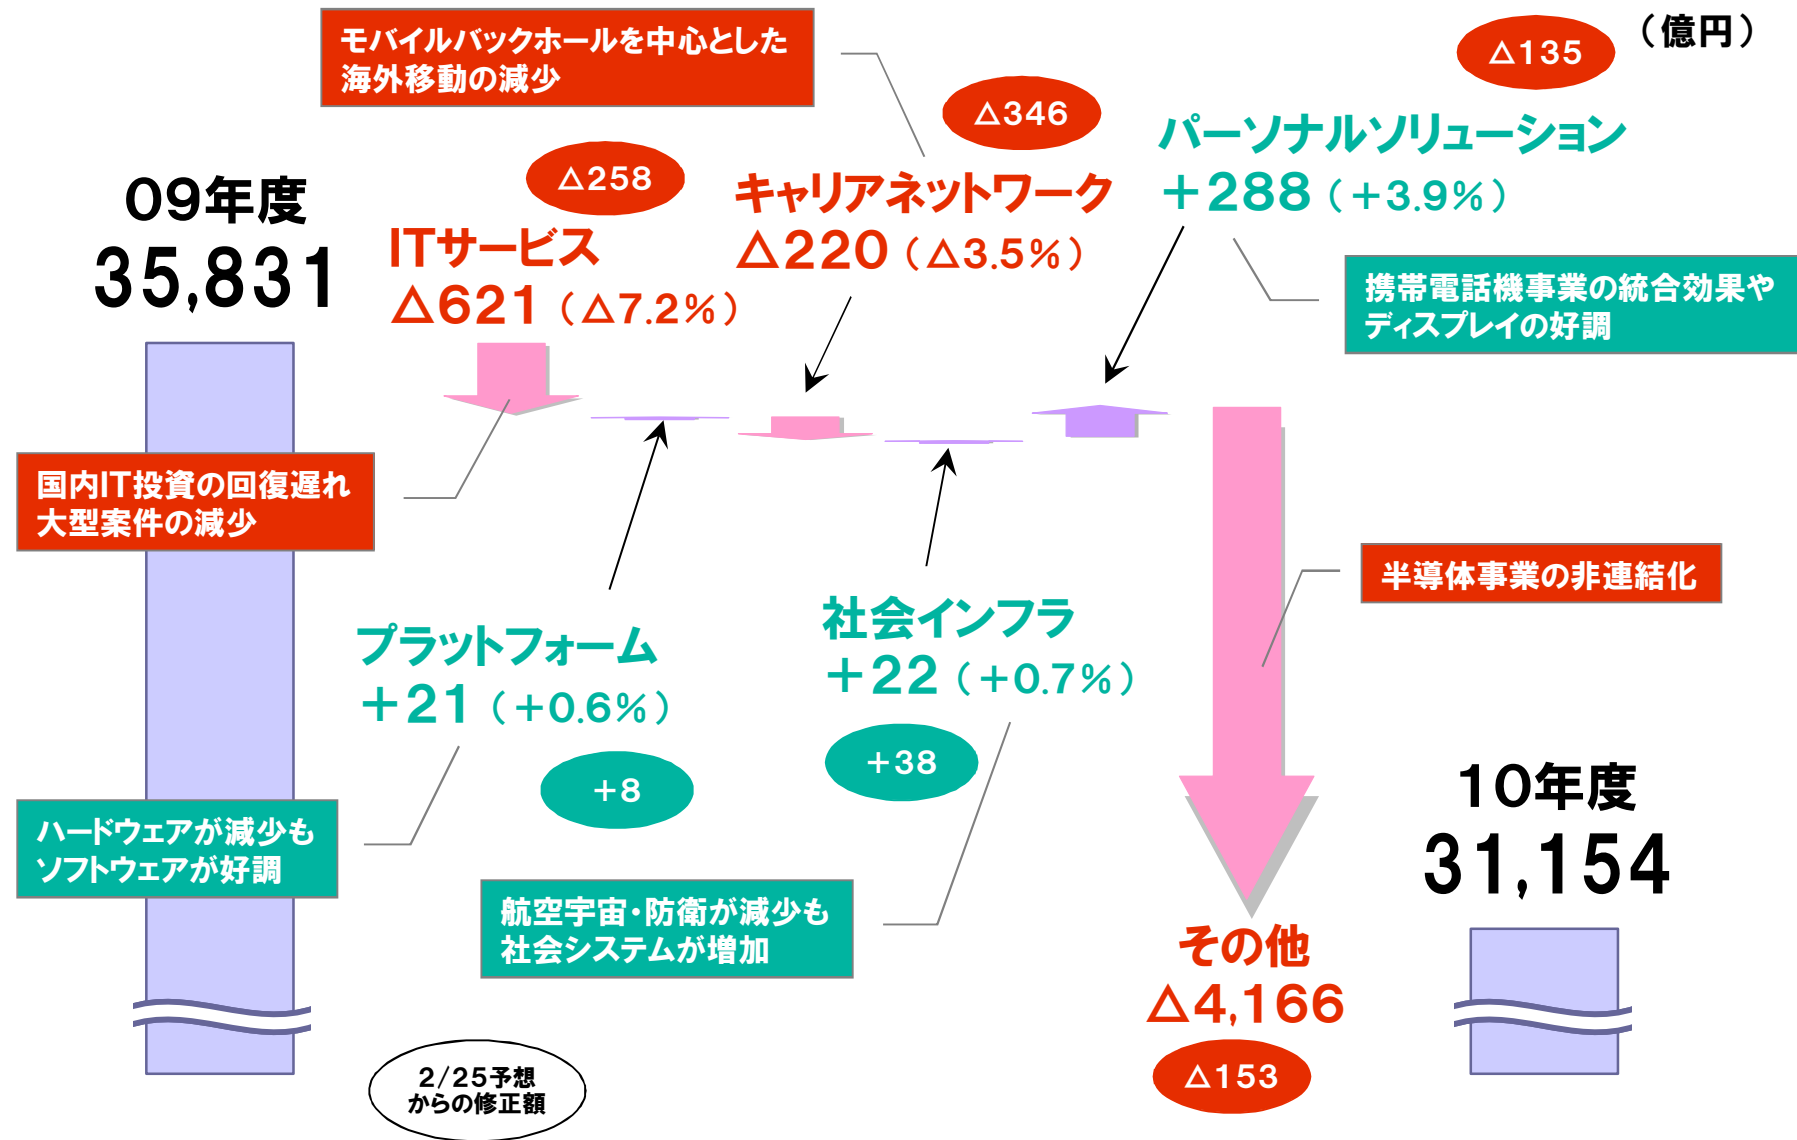 （億円）
モバイルバックホールを中心とした
海外移動の減少
△135
△346
パーソナルソリューション
＋288（＋3.9％）
△258
キャリアネットワーク
△220（△3.5％）
09年度
35,831
ITサービス
△621（△7.2％）
携帯電話機事業の統合効果や
ディスプレイの好調
国内IT投資の回復遅れ
大型案件の減少
半導体事業の非連結化
プラットフォーム
＋21（＋0.6％）
社会インフラ
＋22（＋0.7％）
＋8
＋38
10年度
31,154
ハードウェアが減少も
ソフトウェアが好調
航空宇宙・防衛が減少も
社会システムが増加
その他
△4,166
△153
2/25予想
からの修正額